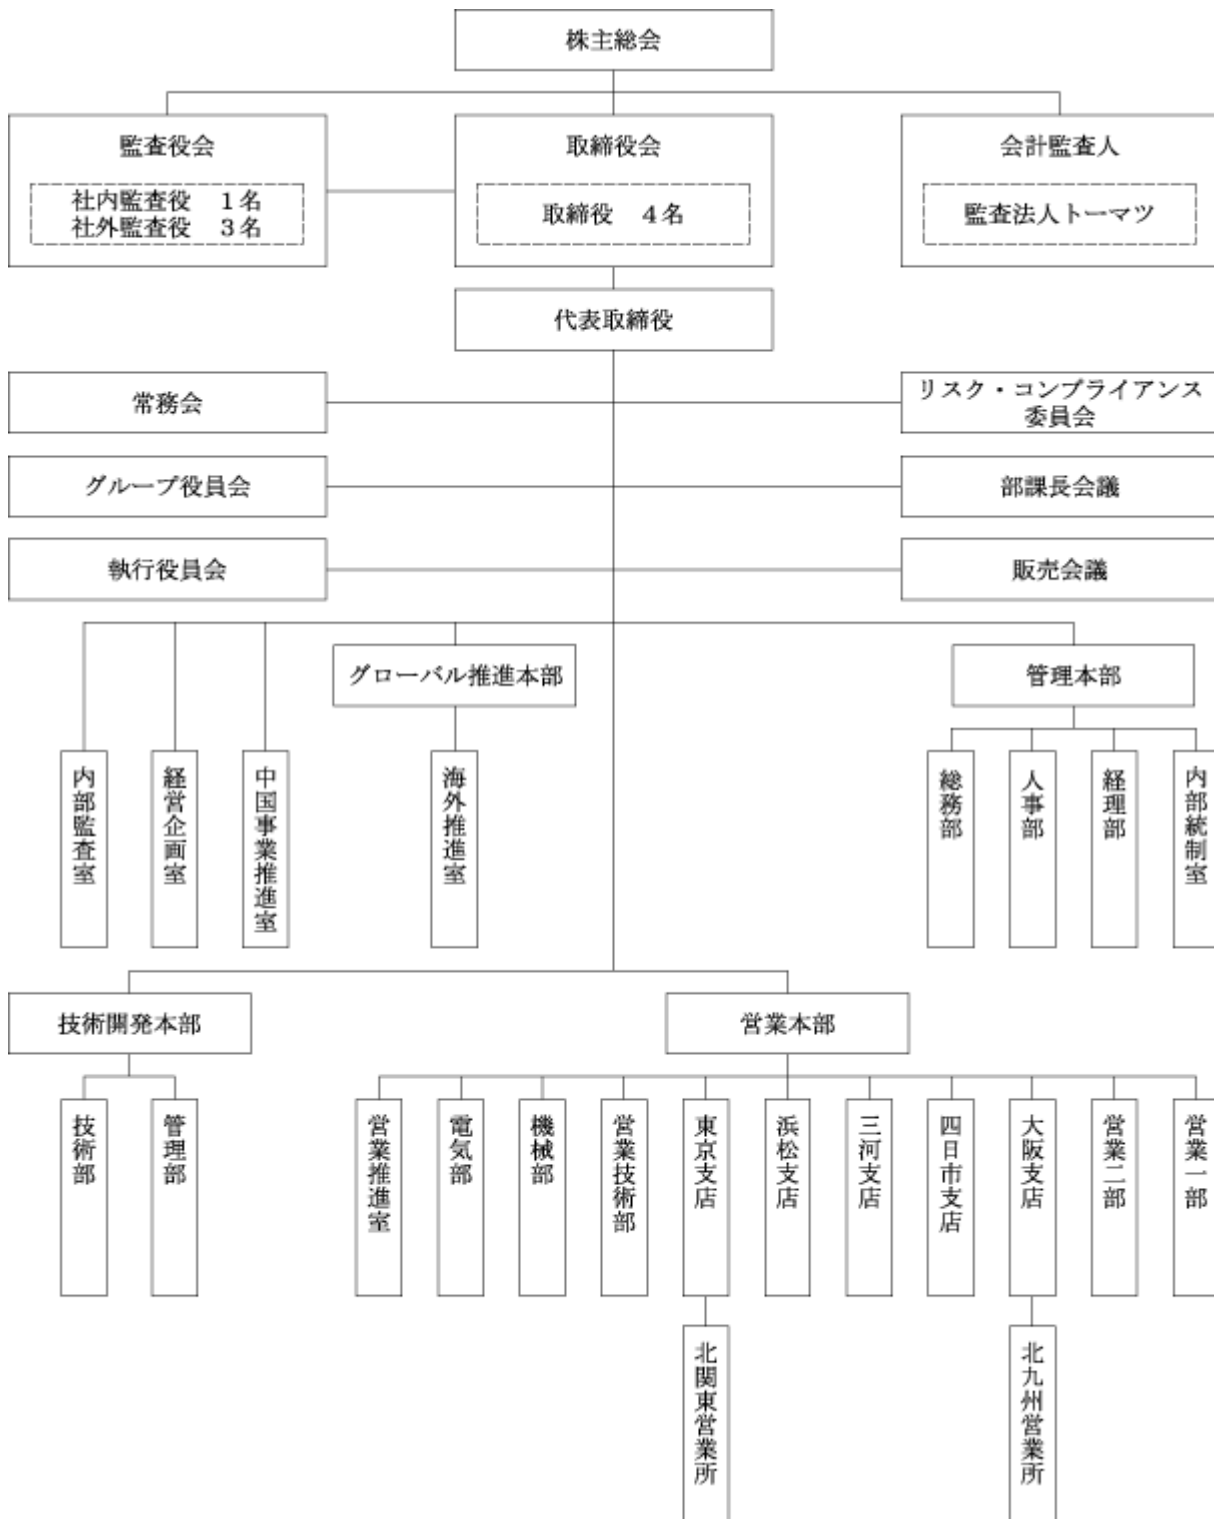 株主総会
監査役会
社内監査役　1名
社外監査役　3名
取締役会
取締役　4名
会計監査人
監査法人トーマツ
代表取締役
常務会
リスク・コンプライアンス
委員会
グループ役員会
部課長会議
執行役員会
販売会議
グローバル推進本部
管理本部
内部監査室
経営企画室
中国事業推進室
海外推進室
総務部
人事部
経理部
内部統制室
技術開発本部
営業本部
技術部
管理部
営業推進室
電気部
機械部
営業技術部
東京支店
浜松支店
三河支店
四日市支店
大阪支店
営業二部
営業一部
北関東営業所
北九州営業所